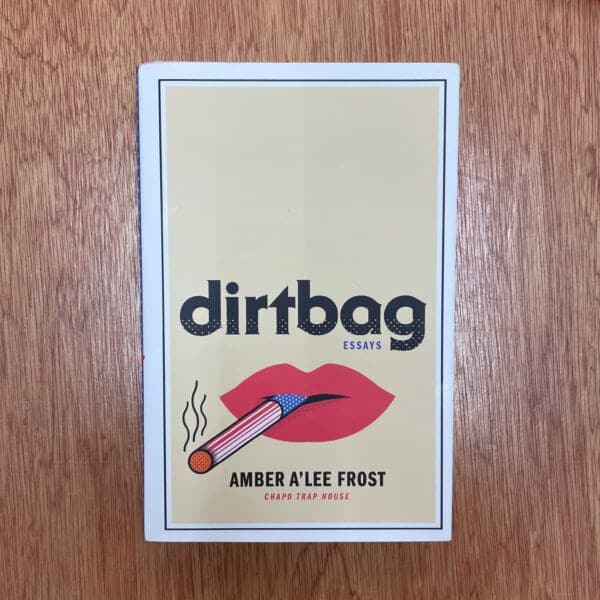 dirtbag
ESSAYS
AMBER A'LEE FROST
CHAPO TRAP HOUSE